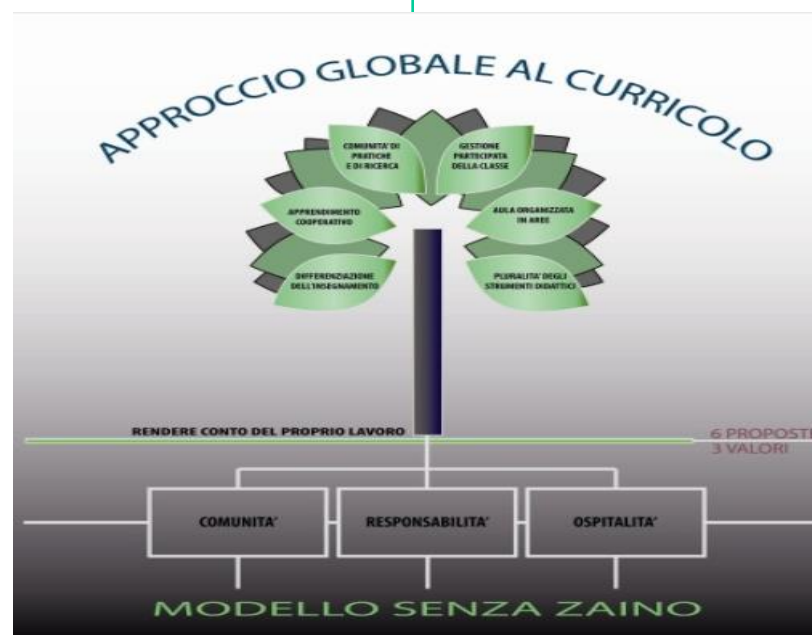 APPROCCIO GLOBALE AL CURRICOLO
COMUNITA' DI
PRATICHE
E DI RICERCA
GESTIONE
PARTECIPATA
DELLA CLASSE
APPRENDIMENTO
COOPERATIVO
AULA ORGANIZZATA
IN AREE
DIFFERENZIAZIONE
DELL'INSEGNAMENTO
PLURALITA' DEGLI
STRUMENTI DIDATTICI
RENDERE CONTO DEL PROPRIO LAVORO
6 PROPOSTE
3 VALORI
COMUNITA'
RESPONSABILITA'
OSPITALITA'
MODELLO SENZA ZAINO